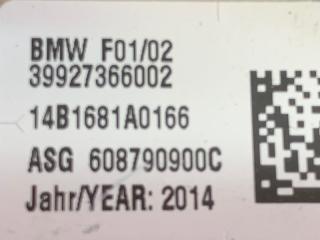 BMW F01/02
39927366002
14B1681A0166
ASG 608790900C
Jahr/YEAR: 2014